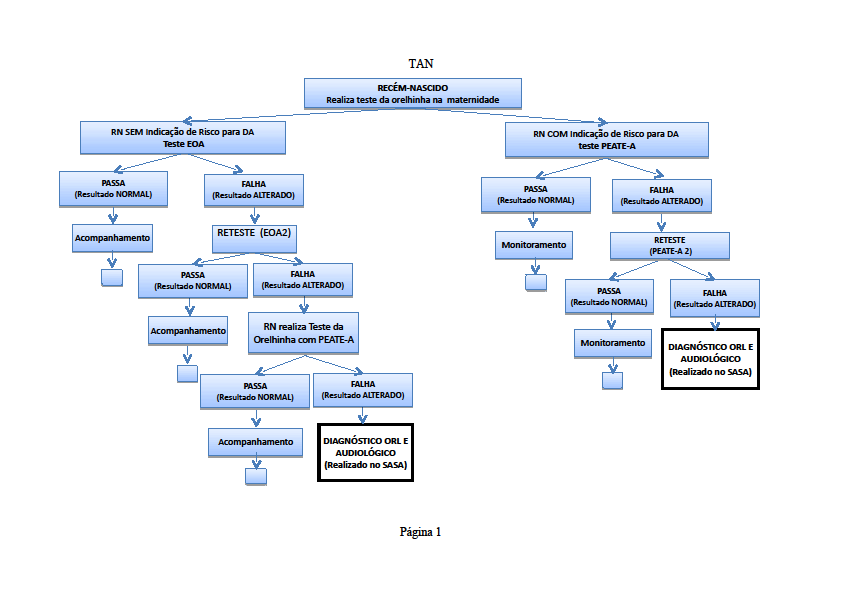 TAN
RECÉM-NASCIDO
Realiza teste da orelhinha na maternidade
RN SEM Indicação de Risco para DA
Teste EOA
RN COM Indicação de Risco para DA
teste PEATE-A
PASSA
(Resultado NORMAL)
FALHA
(Resultado ALTERADO)
PASSA
(Resultado NORMAL)
FALHA
(Resultado ALTERADO)
Acompanhamento
RETESTE (EOA2)
Monitoramento
RETESTE
(PEATE-A 2)
PASSA
(Resultado NORMAL)
FALHA
(Resultado ALTERADO)
PASSA
(Resultado NORMAL)
FALHA
(Resultado ALTERADO)
Acompanhamento
RN realiza Teste da
Orelhinha com PEATE-A
Monitoramento
DIAGNÓSTICO ORL E
AUDIOLÓGICO
(Realizado no SASA)
PASSA
(Resultado NORMAL)
FALHA
(Resultado ALTERADO)
Acompanhamento
DIAGNÓSTICO ORL E
AUDIOLÓGICO
(Realizado no SASA)
Página 1